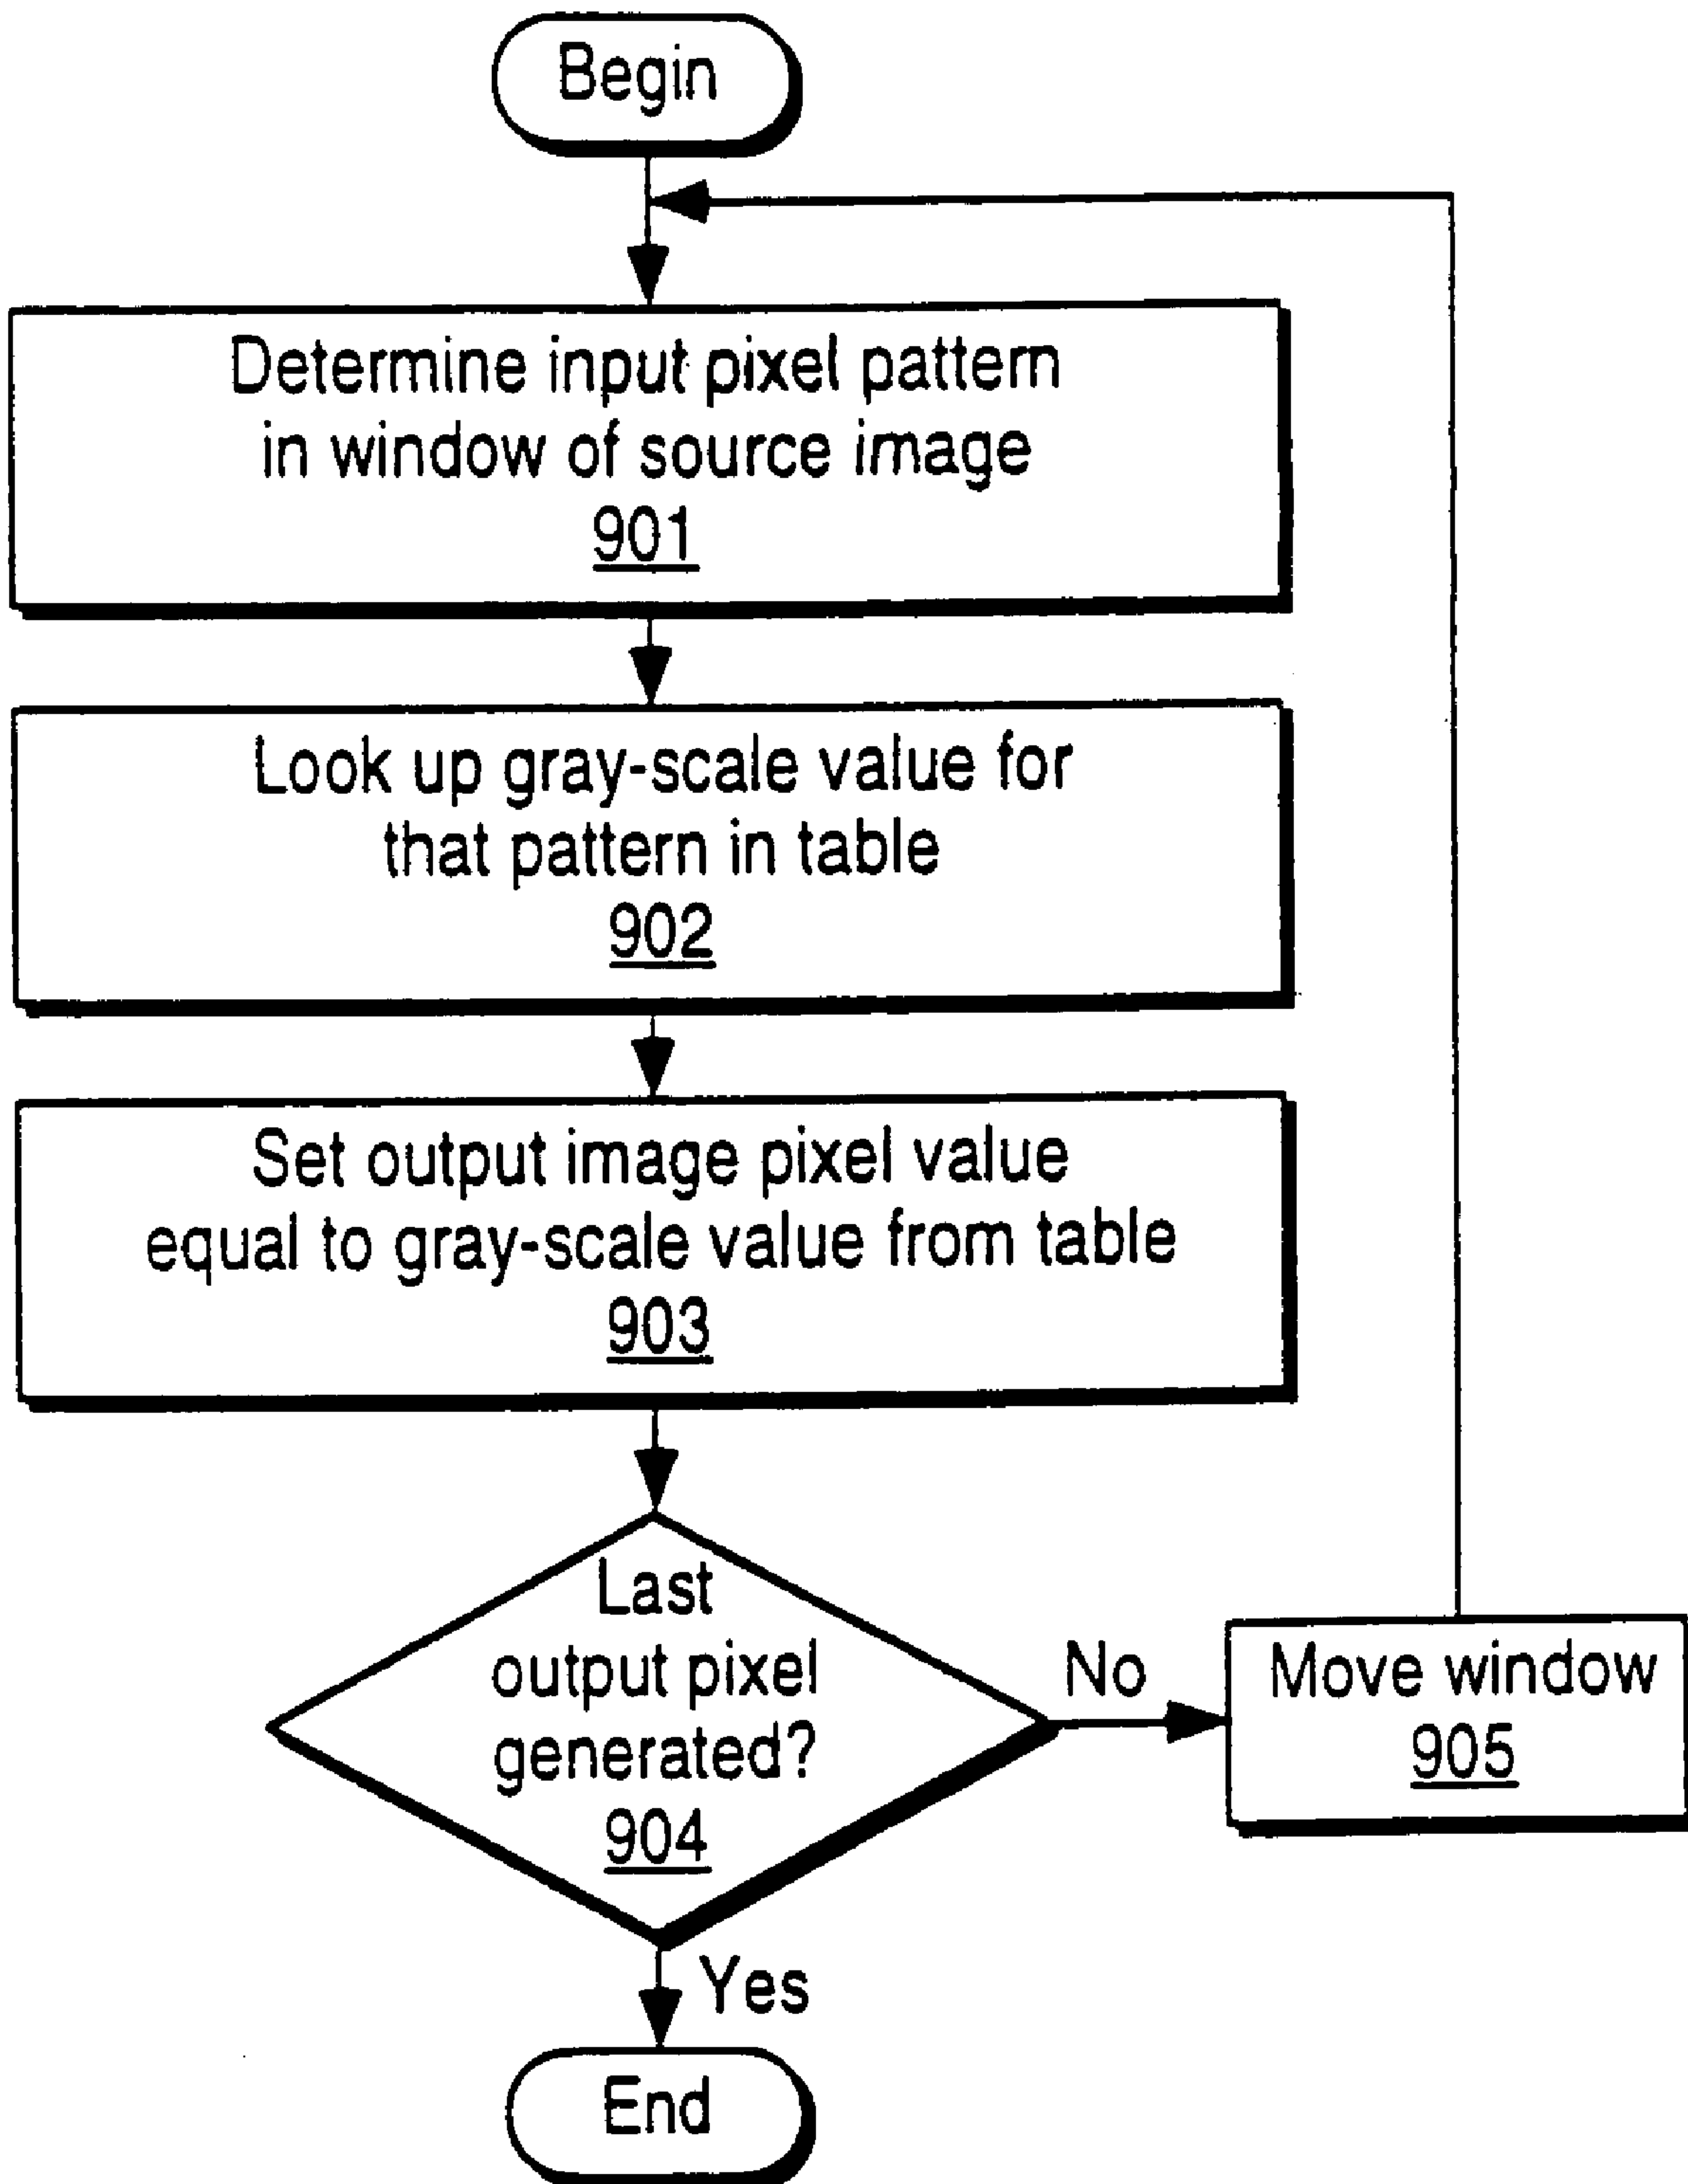 Begin
Determine input pixel pattern
in window of source image
901
Look up gray-scale value for
that pattern in table
902
Set output image pixel value
equal to gray-scale value from table
903
Last
output pixel
generated?
904
No
Move window
905
Yes
End